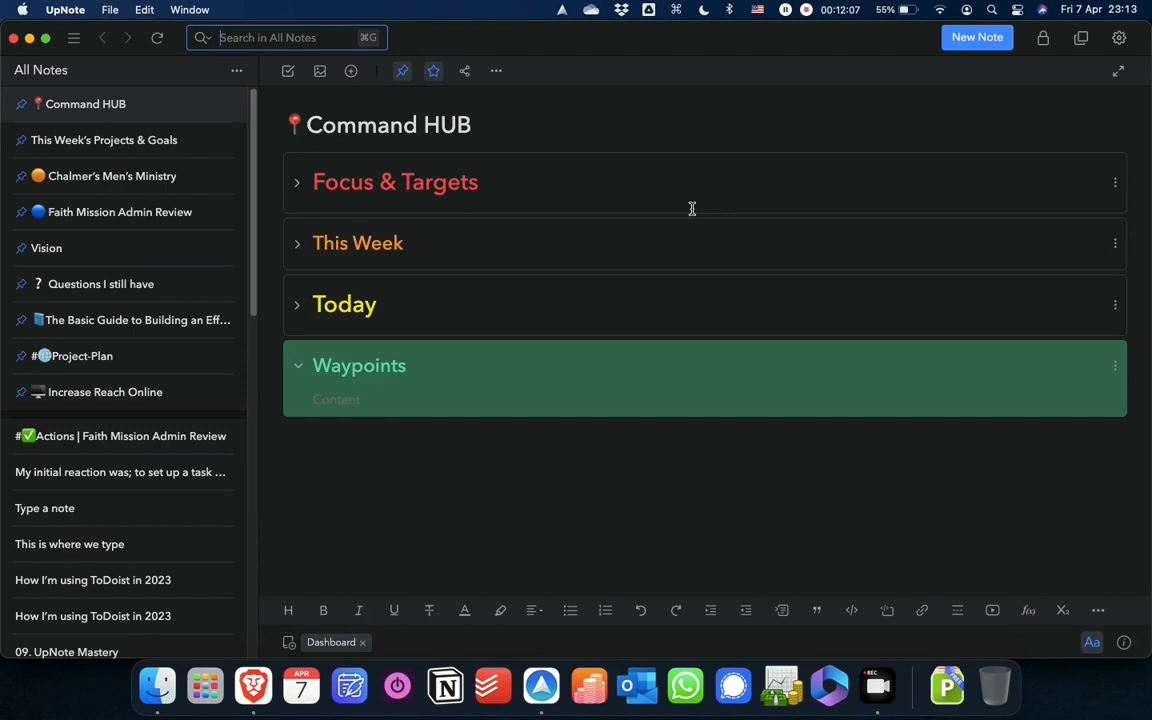 UpNote File Edit Window 00:12:07 55% Fri 7 Apr 23:13
Search in All Notes ⌘G New Note
All Notes
Command HUB
This Week's Projects & Goals
Chalmer's Men's Ministry
Faith Mission Admin Review
Vision
? Questions I still have
The Basic Guide to Building an Eff...
#Project-Plan
Increase Reach Online
#Actions | Faith Mission Admin Review
My initial reaction was; to set up a task ...
Type a note
This is where we type
How I'm using ToDoist in 2023
How I'm using ToDoist in 2023
09. UpNote Mastery
Command HUB
Focus & Targets
This Week
Today
Waypoints
Content
H B I U T A f(x) X₂
Dashboard × Aa
APR
7
REC